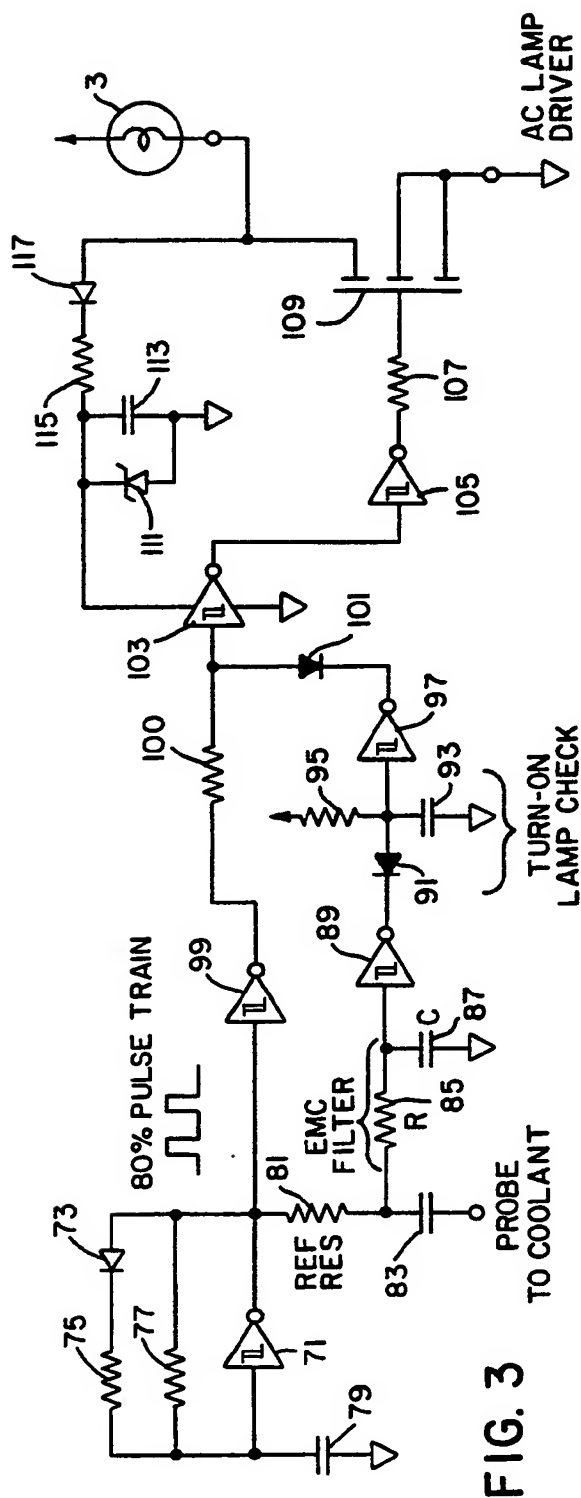 FIG. 3
75
73
77
71
79
80% PULSE TRAIN
81
REF
RES
83
PROBE
TO COOLANT
EMC
FILTER
R
85
C
87
99
89
91
95
93
TURN-ON
LAMP CHECK
100
97
101
103
105
107
109
111
113
115
117
3
AC LAMP
DRIVER